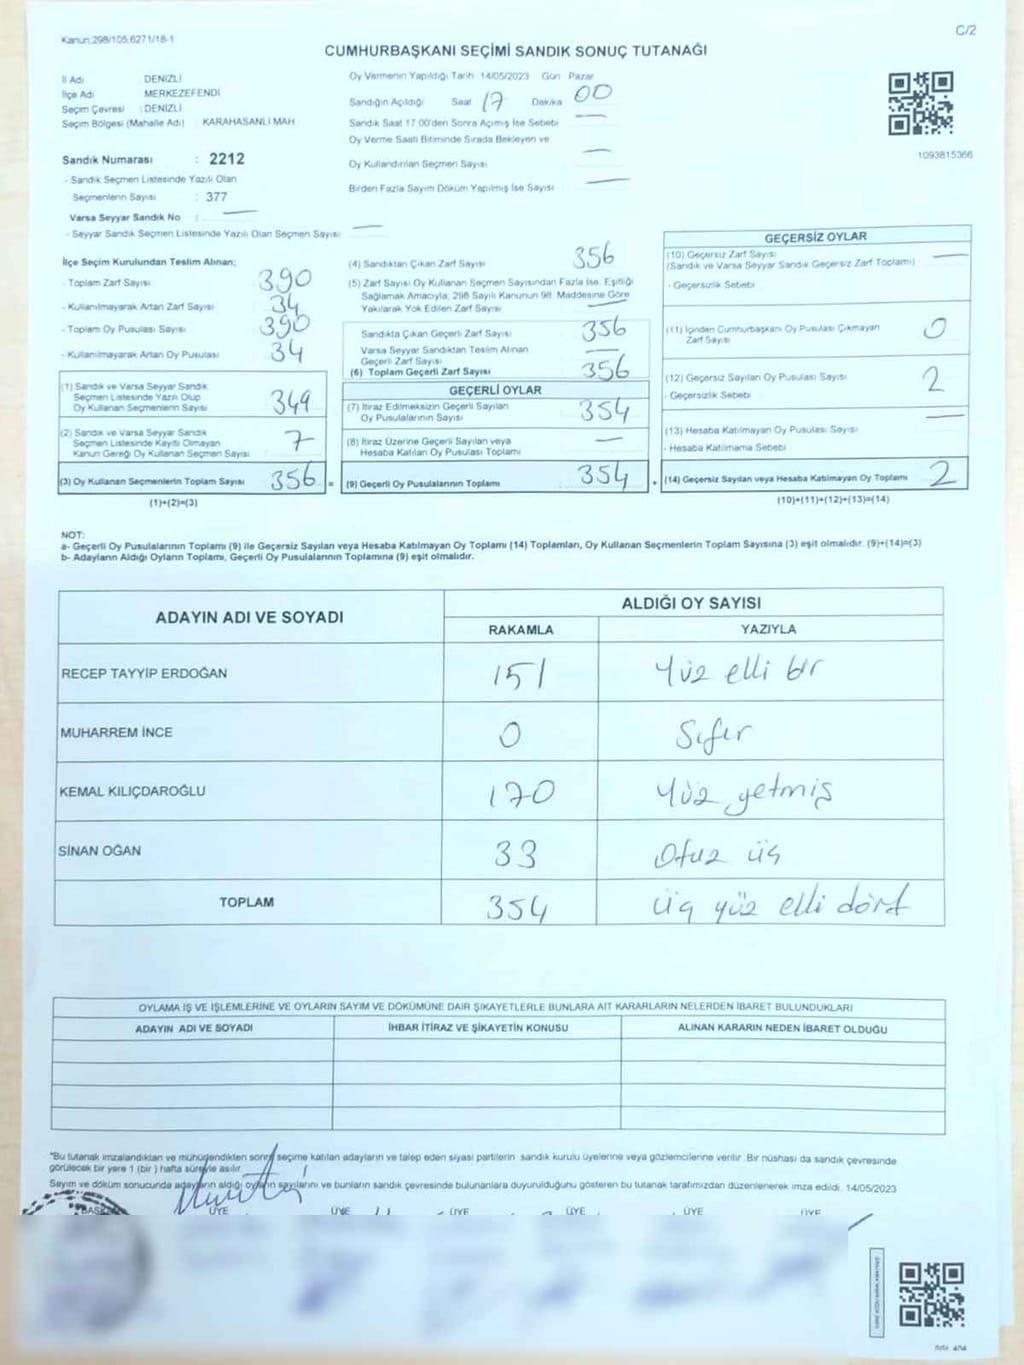 Kanun:298/105,6271/18-1
C/2
CUMHURBAŞKANI SEÇİMİ SANDIK SONUÇ TUTANAĞI
İl Adı DENİZLİ
İlçe Adı MERKEZEFENDİ
Seçim Çevresi : DENİZLİ
Seçim Bölgesi (Mahalle Adı) KARAHASANLI MAH
Sandık Numarası : 2212
- Sandık Seçmen Listesinde Yazılı Olan
Seçmenlerin Sayısı : 377
Varsa Seyyar Sandık No : —
- Seyyar Sandık Seçmen Listesinde Yazılı Olan Seçmen Sayısı : —
Oy Vermenin Yapıldığı Tarih 14/05/2023 Gün Pazar
Sandığın Açıldığı Saat 17 Dakika 00
Sandık Saat 17.00'den Sonra Açımış İse Sebebi —
Oy Verme Saati Bitiminde Sırada Bekleyen ve
Oy Kullandırılan Seçmen Sayısı —
Birden Fazla Sayım Döküm Yapılmış İse Sayısı —
1093815366
İlçe Seçim Kurulundan Teslim Alınan;
- Toplam Zarf Sayısı 390
- Kullanılmayarak Artan Zarf Sayısı 34
- Toplam Oy Pusulası Sayısı 390
- Kullanılmayarak Artan Oy Pusulası 34
(1) Sandık ve Varsa Seyyar Sandık
Seçmen Listesinde Yazılı Olup
Oy Kullanan Seçmenlerin Sayısı 349
(2) Sandık ve Varsa Seyyar Sandık
Seçmen Listesinde Kayıtlı Olmayan
Kanun Gereği Oy Kullanan Seçmen Sayısı 7
(3) Oy Kullanan Seçmenlerin Toplam Sayısı 356 =
(1)+(2)=(3)
(4) Sandıktan Çıkan Zarf Sayısı 356
(5) Zarf Sayısı Oy Kullanan Seçmen Sayısından Fazla İse, Eşitliği
Sağlamak Amacıyla, 298 Sayılı Kanunun 98. Maddesine Göre
Yakılarak Yok Edilen Zarf Sayısı —
Sandıkta Çıkan Geçerli Zarf Sayısı 356
Varsa Seyyar Sandıktan Teslim Alınan
Geçerli Zarf Sayısı —
(6) Toplam Geçerli Zarf Sayısı 356
GEÇERLİ OYLAR
(7) İtiraz Edilmeksizin Geçerli Sayılan
Oy Pusulalarının Sayısı 354
(8) İtiraz Üzerine Geçerli Sayılan veya
Hesaba Katılan Oy Pusulası Toplamı —
(9) Geçerli Oy Pusulalarının Toplamı 354 +
GEÇERSİZ OYLAR
(10) Geçersiz Zarf Sayısı —
(Sandık ve Varsa Seyyar Sandık Geçersiz Zarf Toplamı)
- Geçersizlik Sebebi
(11) İçinden Cumhurbaşkanı Oy Pusulası Çıkmayan
Zarf Sayısı 0
(12) Geçersiz Sayılan Oy Pusulası Sayısı 2
- Geçersizlik Sebebi
(13) Hesaba Katılmayan Oy Pusulası Sayısı —
- Hesaba Katılmama Sebebi
(14) Geçersiz Sayılan veya Hesaba Katılmayan Oy Toplamı 2
(10)+(11)+(12)+(13)=(14)
NOT:
a- Geçerli Oy Pusulalarının Toplamı (9) ile Geçersiz Sayılan veya Hesaba Katılmayan Oy Toplamı (14) Toplamları, Oy Kullanan Seçmenlerin Toplam Sayısına (3) eşit olmalıdır. (9)+(14)=(3)
b- Adayların Aldığı Oyların Toplamı, Geçerli Oy Pusulalarının Toplamına (9) eşit olmalıdır.
ADAYIN ADI VE SOYADI ALDIĞI OY SAYISI
RAKAMLA YAZIYLA
RECEP TAYYİP ERDOĞAN 151 Yüz elli bir
MUHARREM İNCE 0 Sıfır
KEMAL KILIÇDAROĞLU 170 Yüz yetmiş
SİNAN OĞAN 33 Otuz üç
TOPLAM 354 üç yüz elli dört
OYLAMA İŞ VE İŞLEMLERİNE VE OYLARIN SAYIM VE DÖKÜMÜNE DAİR ŞİKAYETLERLE BUNLARA AİT KARARLARIN NELERDEN İBARET BULUNDUKLARI
ADAYIN ADI VE SOYADI İHBAR İTİRAZ VE ŞİKAYETİN KONUSU ALINAN KARARIN NEDEN İBARET OLDUĞU
"Bu tutanak imzalandıktan ve mühürlendikten sonra seçime katılan adayların ve talep eden siyasi partilerin sandık kurulu üyelerine veya gözlemcilerine verilir. Bir nüshası da sandık çevresinde
görülecek bir yere 1 (bir ) hafta süreyle asılır.
Sayım ve döküm sonucunda adayların aldığı oyların sayılarını ve bunların sandık çevresinde bulunanlara duyurulduğunu gösteren bu tutanak tarafımızdan düzenlenerek imza edildi. 14/05/2023
BAŞKAN ÜYE ÜYE ÜYE ÜYE ÜYE ÜYE